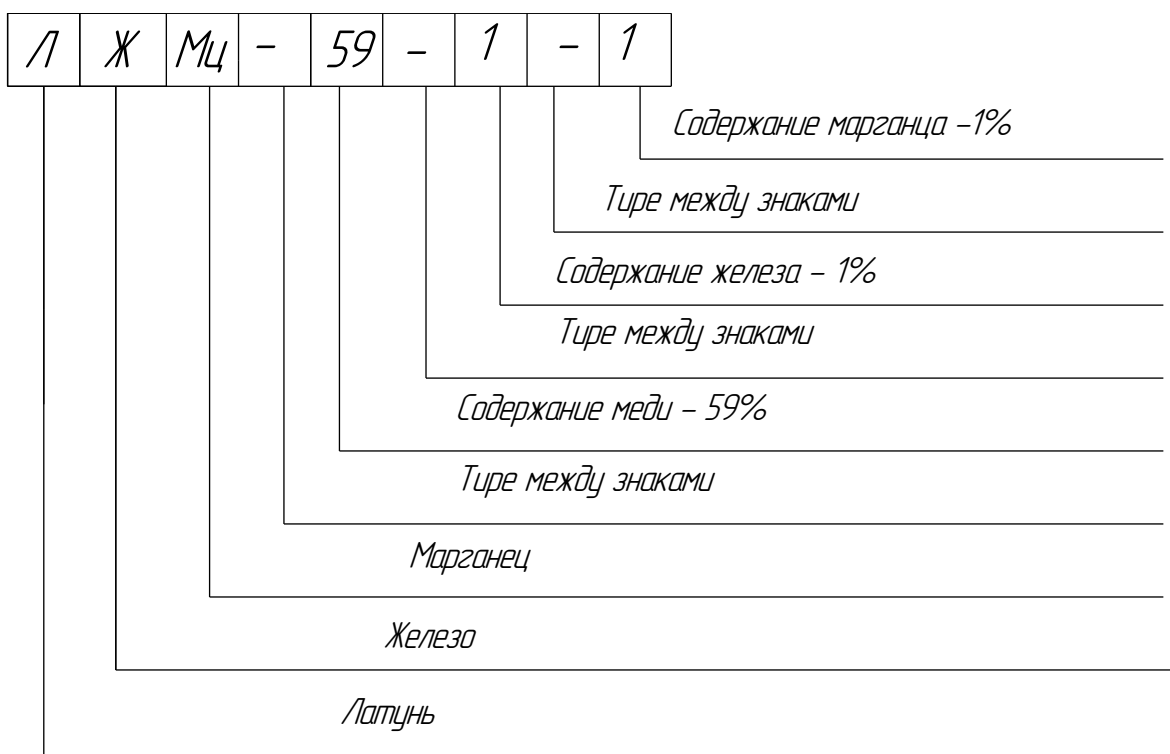 Л Ж Мц - 59 - 1 - 1
Содержание марганца -1%
Тире между знаками
Содержание железа - 1%
Тире между знаками
Содержание меди - 59%
Тире между знаками
Марганец
Железо
Латунь